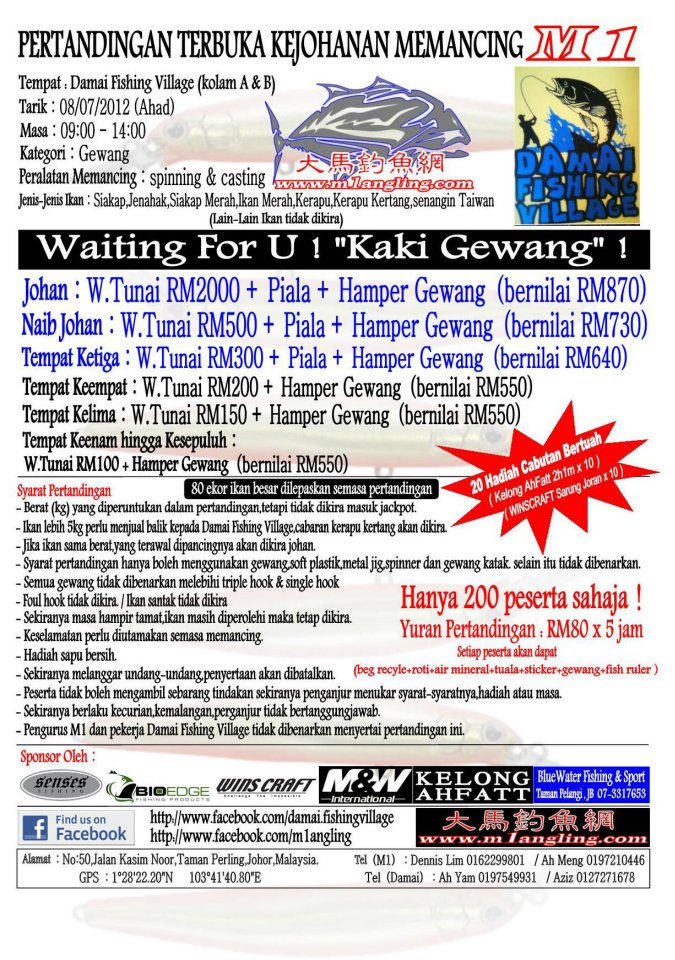 PERTANDINGAN TERBUKA KEJOHANAN MEMANCING M1
Tempat : Damai Fishing Village (kolam A & B)
Tarik : 08/07/2012 (Ahad)
Masa : 09:00 - 14:00
Kategori : Gewang
Peralatan Memancing : spinning & casting
Jenis-Jenis Ikan : Siakap,Jenahak,Siakap Merah,Ikan Merah,Kerapu,Kerapu Kertang,senangin Taiwan
(Lain-Lain Ikan tidak dikira)
大馬釣魚網
www.m1angling.com
DAMAI
FISHING
VILLAGE
Waiting For U ! "Kaki Gewang" !
Johan : W.Tunai RM2000 + Piala + Hamper Gewang (bernilai RM870)
Naib Johan : W.Tunai RM500 + Piala + Hamper Gewang (bernilai RM730)
Tempat Ketiga : W.Tunai RM300 + Piala + Hamper Gewang (bernilai RM640)
Tempat Keempat : W.Tunai RM200 + Hamper Gewang (bernilai RM550)
Tempat Kelima : W.Tunai RM150 + Hamper Gewang (bernilai RM550)
Tempat Keenam hingga Kesepuluh :
W.Tunai RM100 + Hamper Gewang (bernilai RM550)
20 Hadiah Cabutan Bertuah
( Kelong AhFatt 2h1m x 10 )
( WINSCRAFT Sarung Joran x 10 )
Syarat Pertandingan
80 ekor ikan besar dilepaskan semasa pertandingan
- Berat (kg) yang diperuntukan dalam pertandingan,tetapi tidak dikira masuk jackpot.
- Ikan lebih 5kg perlu menjual balik kepada Damai Fishing Village,cabaran kerapu kertang akan dikira.
- Jika ikan sama berat,yang terawal dipancingnya akan dikira johan.
- Syarat pertandingan hanya boleh menggunakan gewang,soft plastik,metal jig,spinner dan gewang katak. selain itu tidak dibenarkan.
- Semua gewang tidak dibenarkan melebihi triple hook & single hook
- Foul hook tidak dikira. / Ikan santak tidak dikira
- Sekiranya masa hampir tamat,ikan masih diperolehi maka tetap dikira.
- Keselamatan perlu diutamakan semasa memancing.
- Hadiah sapu bersih.
- Sekiranya melanggar undang-undang,penyertaan akan dibatalkan.
- Peserta tidak boleh mengambil sebarang tindakan sekiranya penganjur menukar syarat-syaratnya,hadiah atau masa.
- Sekiranya berlaku kecurian,kemalangan,perganjur tidak bertanggungjawab.
- Pengurus M1 dan pekerja Damai Fishing Village tidak dibenarkan menyertai pertandingan ini.
Hanya 200 peserta sahaja !
Yuran Pertandingan : RM80 x 5 jam
Setiap peserta akan dapat
(beg recyle+roti+air mineral+tuala+sticker+gewang+fish ruler )
Sponsor Oleh :
senses
FISHING
BIOEDGE
FISHING PRODUCTS
WINS CRAFT
Challenge The Impossible.
M&W
International
KELONG
AHFATT
BlueWater Fishing & Sport
Taman Pelangi , JB 07-3317653
Find us on
Facebook
http://www.facebook.com/damai.fishingvillage
http://www.facebook.com/m1angling
大馬釣魚網
www.m1angling.com
Alamat : No:50,Jalan Kasim Noor,Taman Perling,Johor,Malaysia.
GPS : 1°28'22.20"N 103°41'40.80"E
Tel (M1) : Dennis Lim 0162299801 / Ah Meng 0197210446
Tel (Damai) : Ah Yam 0197549931 / Aziz 0127271678